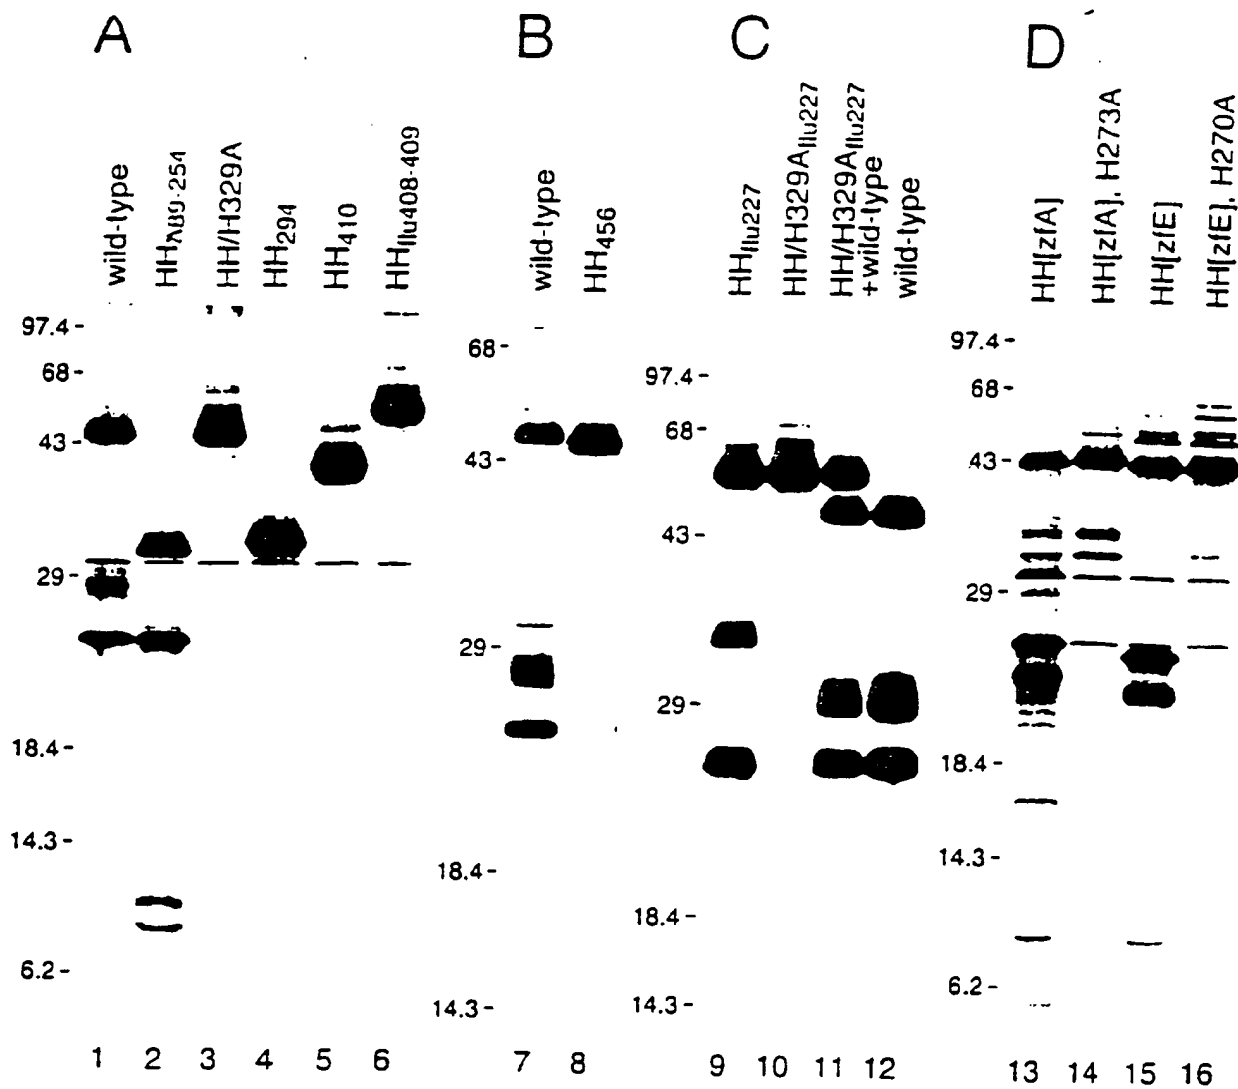 A
B
C
D
wild-type
HHΔ89-254
HH/H329A
HH294
HH410
HHflu408-409
wild-type
HH456
HHflu227
HH/H329Aflu227
HH/H329Aflu227
+wild-type
wild-type
HH[zfA]
HH[zfA], H273A
HH[zfE]
HH[zfE], H270A
97.4-
68-
43-
29-
18.4-
14.3-
6.2-
68-
43-
29-
18.4-
14.3-
97.4-
68-
43-
29-
18.4-
14.3-
97.4-
68-
43-
29-
18.4-
14.3-
6.2-
1 2 3 4 5 6
7 8
9 10 11 12
13 14 15 16